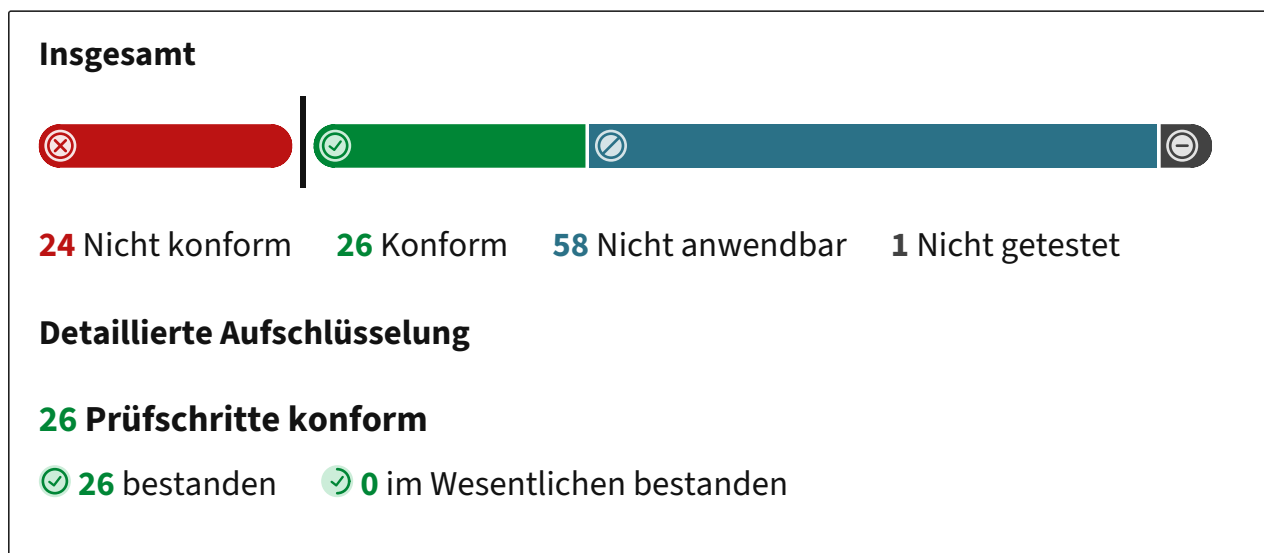 Insgesamt
24 Nicht konform 26 Konform 58 Nicht anwendbar 1 Nicht getestet
Detaillierte Aufschlüsselung
26 Prüfschritte konform
26 bestanden 0 im Wesentlichen bestanden